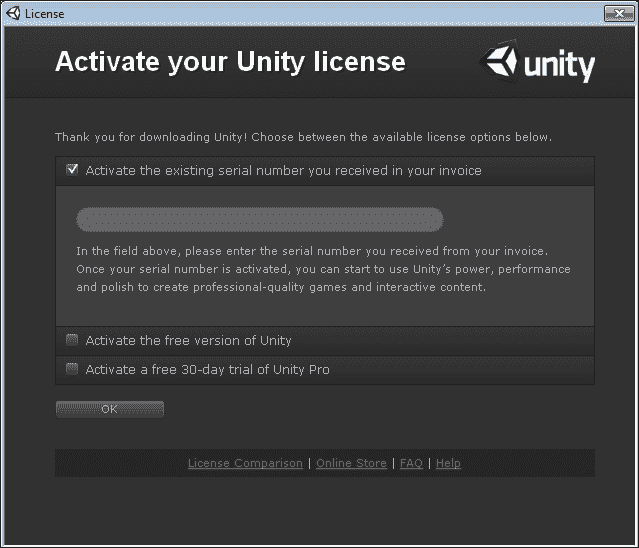 License
Activate your Unity license
unity
Thank you for downloading Unity! Choose between the available license options below.
Activate the existing serial number you received in your invoice
In the field above, please enter the serial number you received from your invoice.
Once your serial number is activated, you can start to use Unity's power, performance
and polish to create professional-quality games and interactive content.
Activate the free version of Unity
Activate a free 30-day trial of Unity Pro
OK
License Comparison | Online Store | FAQ | Help